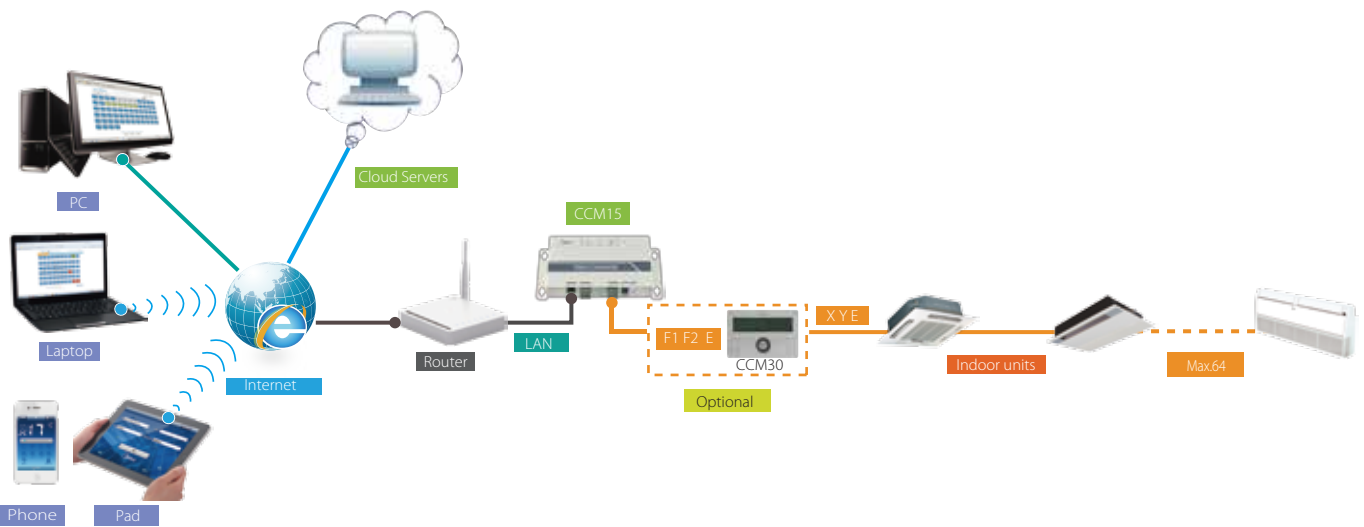 Cloud Servers
PC
CCM15
Laptop
Internet
Router
LAN
F1 F2 E
CCM30
Optional
X Y E
Indoor units
Max.64
Phone
Pad